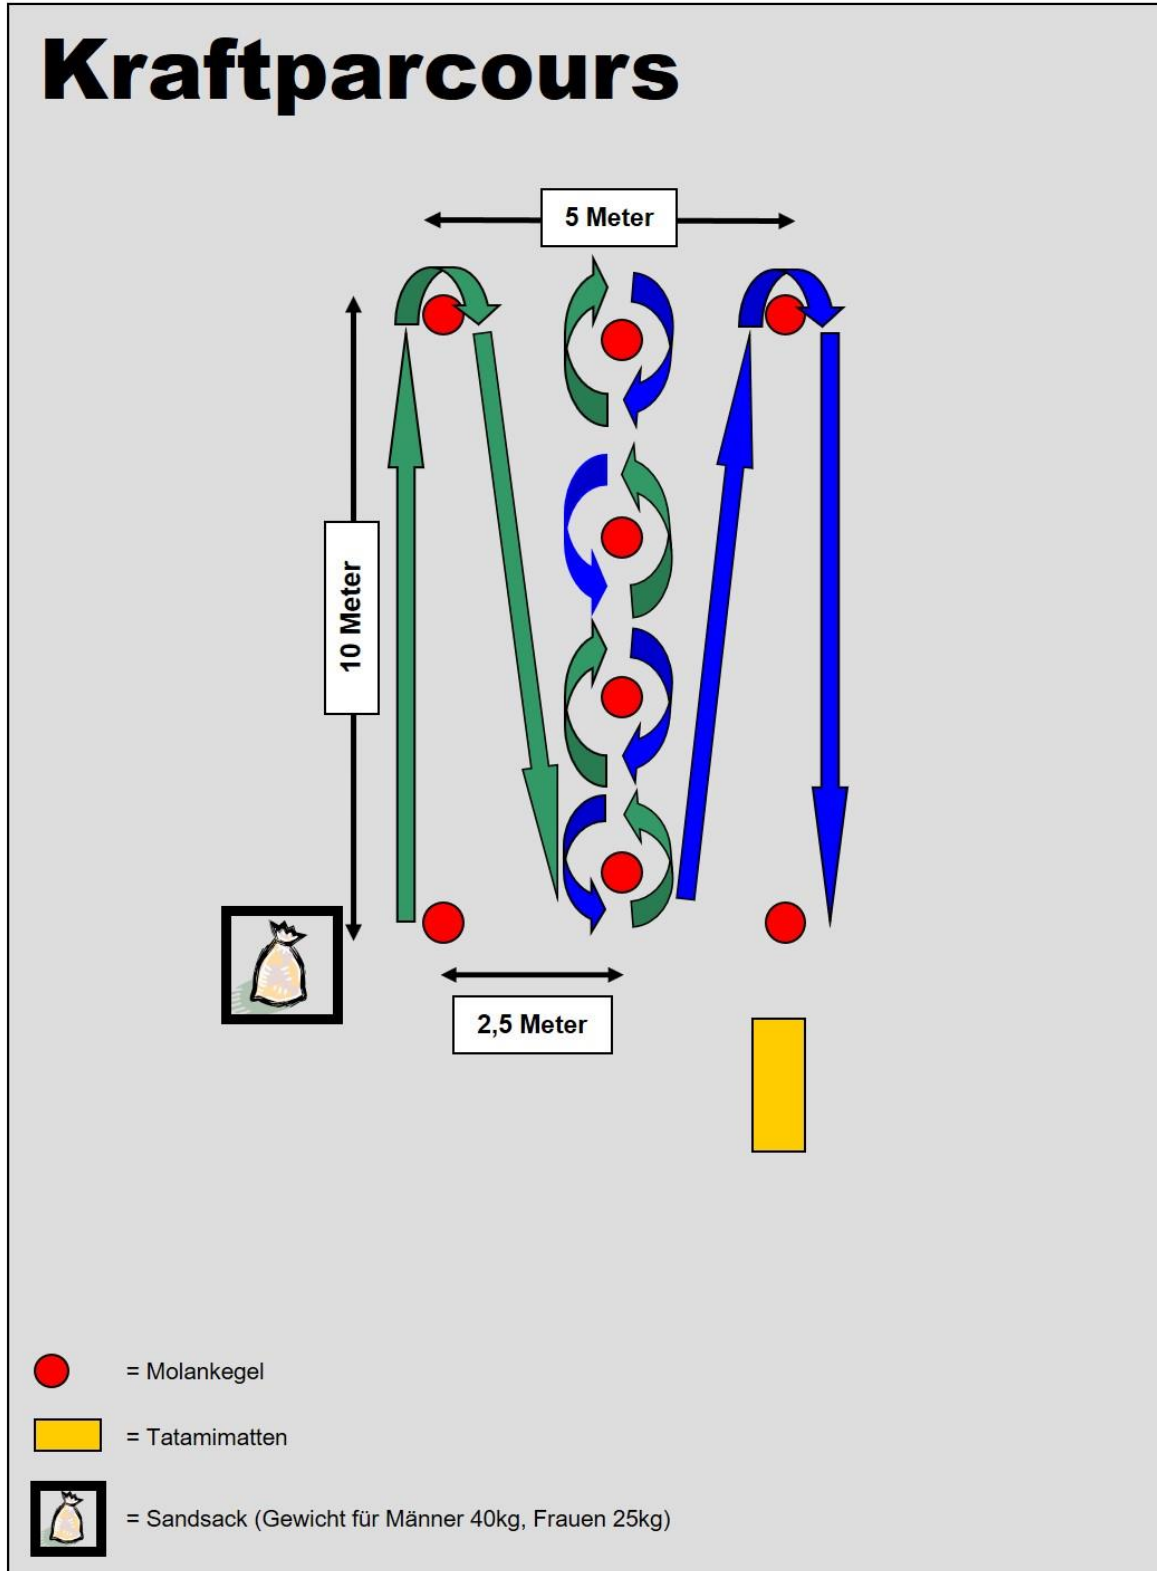 Kraftparcours
5 Meter
10 Meter
2,5 Meter
= Molankegel
= Tatamimatten
= Sandsack (Gewicht für Männer 40kg, Frauen 25kg)